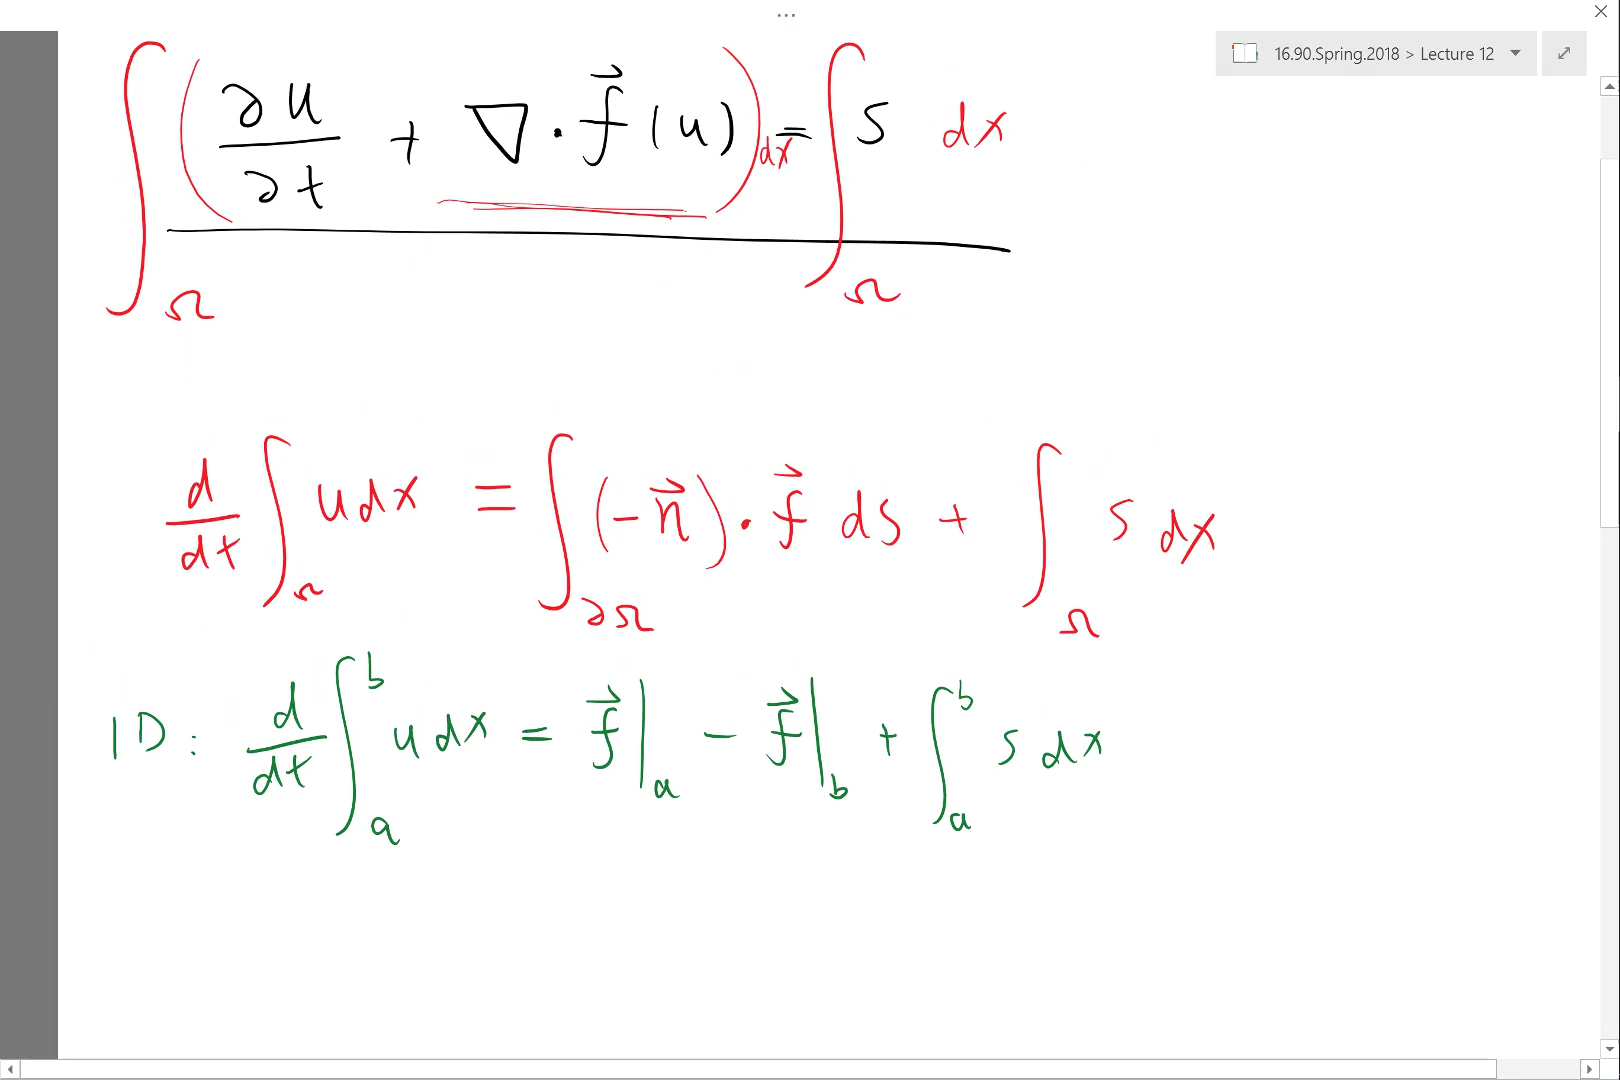 16.90.Spring.2018 > Lecture 12
∫_Ω (∂u/∂t + ∇·f⃗(u)) dx = ∫_Ω s dx
d/dt ∫_Ω u dx = ∫_∂Ω (−n⃗)·f⃗ ds + ∫_Ω s dx
1D: d/dt ∫_a^b u dx = f⃗|_a − f⃗|_b + ∫_a^b s dx